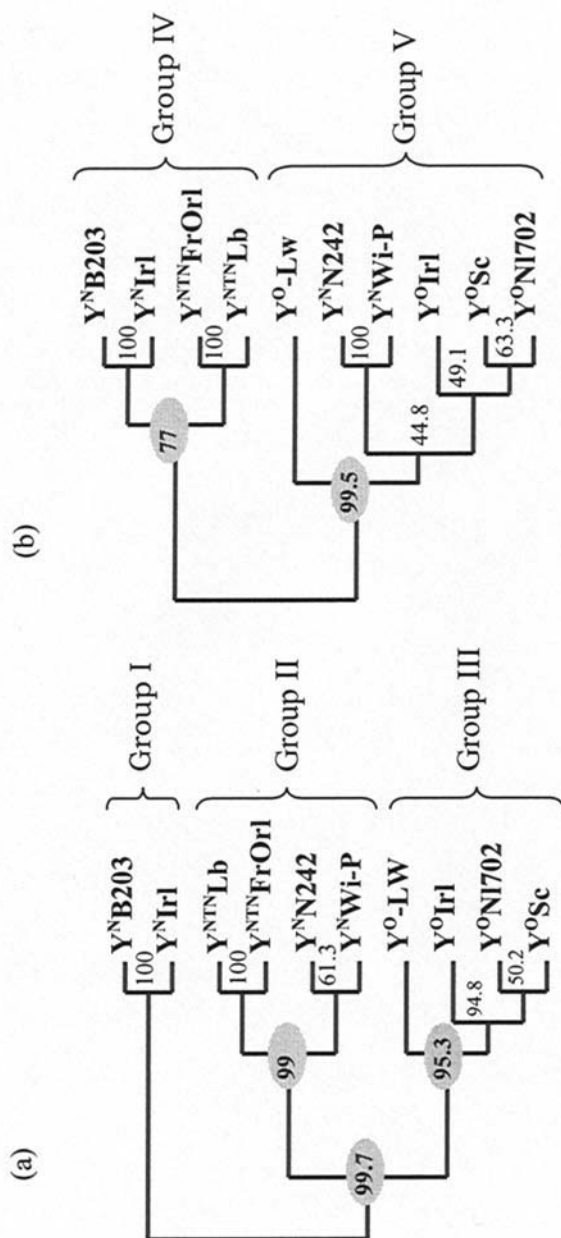 (a)
Y^N B203
100
Y^N Irl
Group I
Y^NTN Lb
100
Y^NTN FrOrl
99
Y^N N242
61.3
Y^N Wi-P
Group II
99.7
Y^O-LW
95.3
Y^O Irl
94.8
Y^O Nl702
50.2
Y^O Sc
Group III
(b)
Y^N B203
100
Y^N Irl
77
Y^NTN FrOrl
100
Y^NTN Lb
Group IV
Y^O-Lw
99.5
Y^N N242
100
Y^N Wi-P
44.8
Y^O Irl
49.1
Y^O Sc
63.3
Y^O Nl702
Group V